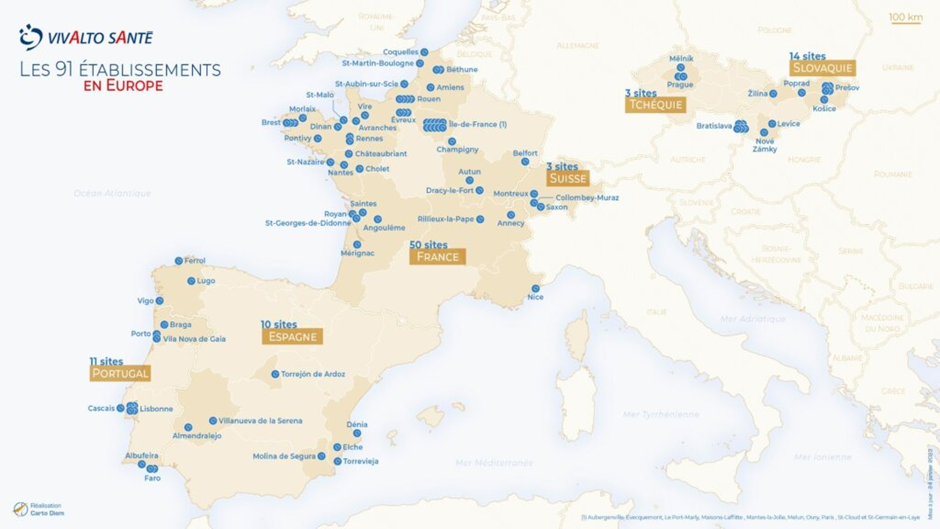 VIVALTO SANTÉ
LES 91 ÉTABLISSEMENTS
EN EUROPE
100 km
ROYAUME-
UNI
PAYS-BAS
BELGIQUE
ALLEMAGNE
POLOGNE
UKRAINE
AUTRICHE
HONGRIE
ROUMANIE
SLOVÉNIE
CROATIE
BOSNIE-
HERZÉGOVINE
SERBIE
BULGARIE
MACÉDOINE
DU NORD
ALBANIE
GRÈCE
ITALIE
Océan Atlantique
Mer Adriatique
Mer Tyrrhénienne
Mer Méditerranée
Mer Ionienne
Coquelles
St-Martin-Boulogne
Béthune
St-Aubin-sur-Scie
Amiens
Rouen
St-Malo
Vire
Morlaix
Évreux
Brest
Dinan
Avranches
Île-de-France (1)
Pontivy
Rennes
Champigny
Châteaubriant
St-Nazaire
Nantes
Cholet
Belfort
Autun
Dracy-le-Fort
3 sites
SUISSE
Montreux
Collombey-Muraz
Saxon
Saintes
Royan
St-Georges-de-Didonne
Angoulême
Rillieux-la-Pape
Annecy
Mérignac
50 sites
FRANCE
Nice
Mělník
Prague
3 sites
TCHÉQUIE
14 sites
SLOVAQUIE
Poprad
Žilina
Prešov
Košice
Bratislava
Levice
Nové
Zámky
Ferrol
Lugo
Vigo
Braga
Porto
Vila Nova de Gaia
10 sites
ESPAGNE
11 sites
PORTUGAL
Torrejón de Ardoz
Cascais
Lisbonne
Villanueva de la Serena
Almendralejo
Dénia
Elche
Molina de Segura
Torrevieja
Albufeira
Faro
Réalisation
Carte Diem
(1) Aubergenville, Évecquemont, Le Port-Marly, Maisons-Laffitte, Mantes-la-Jolie, Melun, Osny, Paris, St-Cloud et St-Germain-en-Laye
Mise à jour : 24 janvier 2023